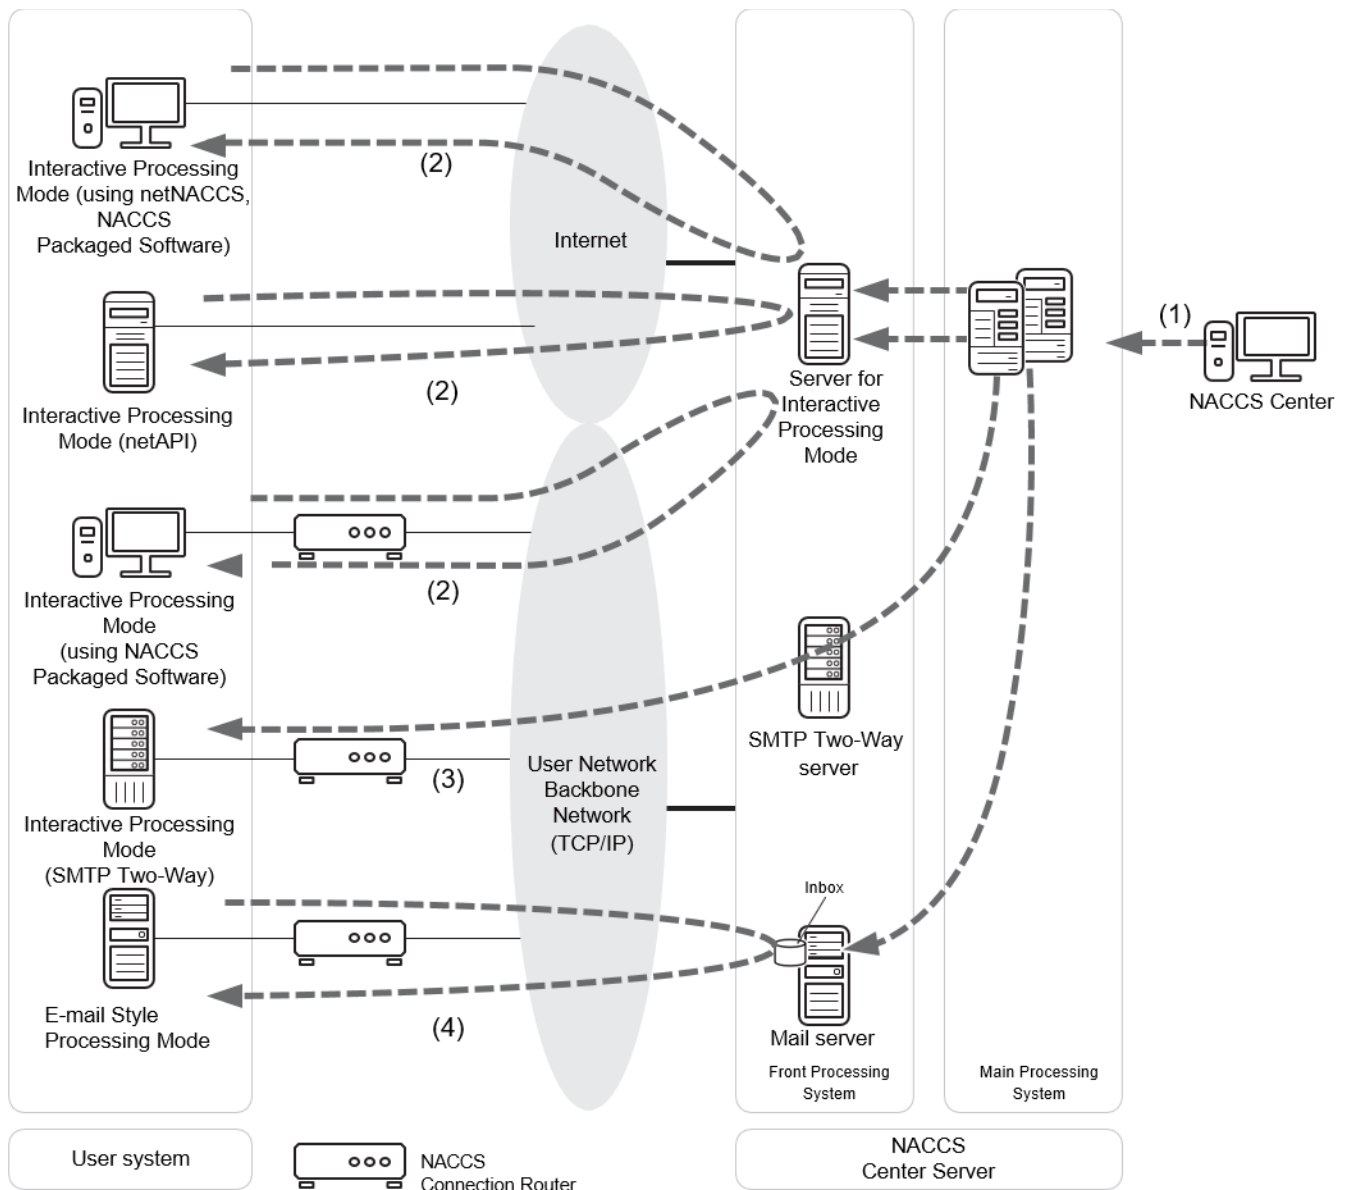 Interactive Processing
Mode (using netNACCS,
NACCS
Packaged Software)
(2)
Internet
Interactive Processing
Mode (netAPI)
(2)
Server for
Interactive
Processing
Mode
(1)
NACCS Center
Interactive Processing
Mode
(using NACCS
Packaged Software)
(2)
SMTP Two-Way
server
Interactive Processing
Mode
(SMTP Two-Way)
(3)
User Network
Backbone
Network
(TCP/IP)
Inbox
E-mail Style
Processing Mode
(4)
Mail server
Front Processing
System
Main Processing
System
User system
NACCS
Connection Router
NACCS
Center Server